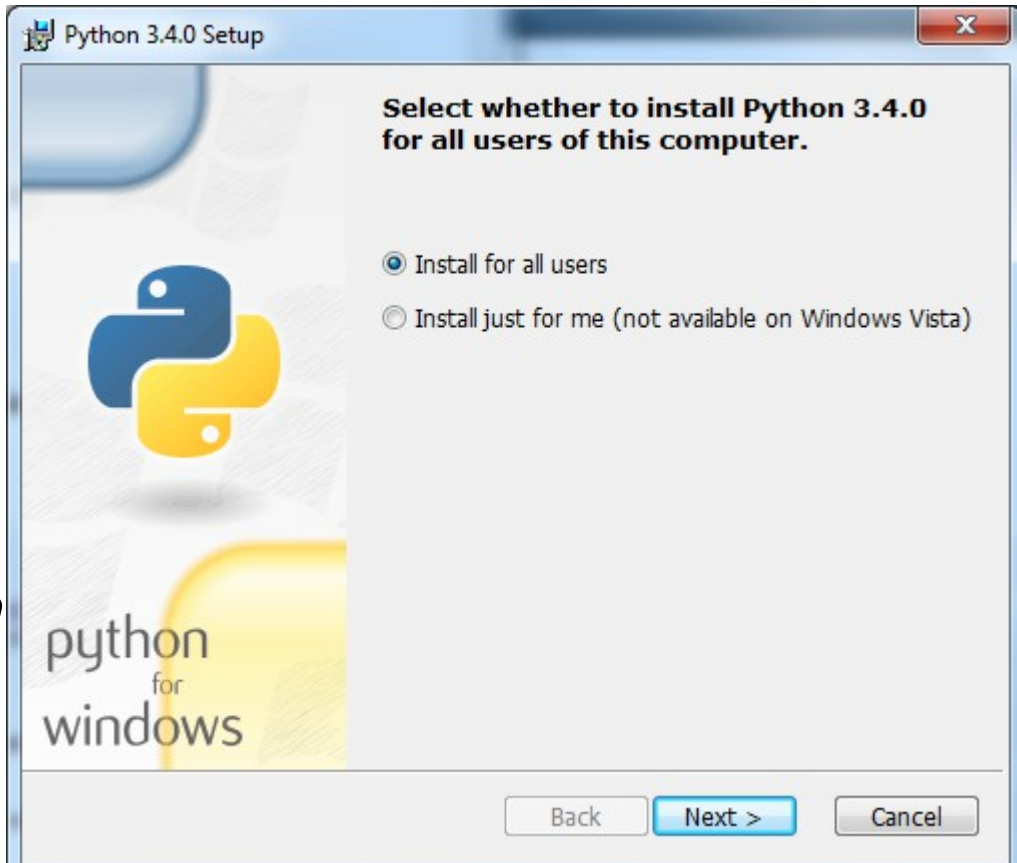 Python 3.4.0 Setup
Select whether to install Python 3.4.0
for all users of this computer.
Install for all users
Install just for me (not available on Windows Vista)
python
for
windows
Back
Next >
Cancel